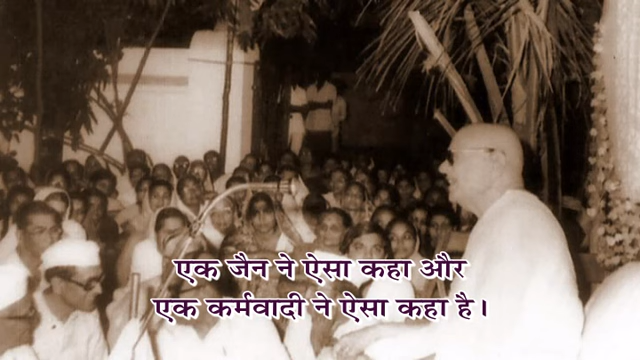 एक जैन ने ऐसा कहा और
एक कर्मवादी ने ऐसा कहा है।